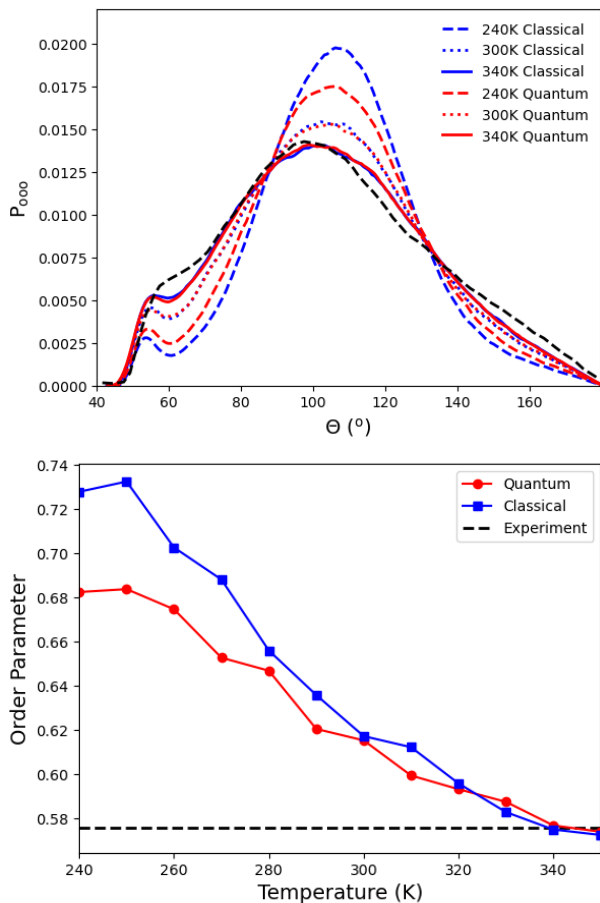 0.0200
0.0175
0.0150
0.0125
0.0100
0.0075
0.0050
0.0025
0.0000
P_OOO
240K Classical
300K Classical
340K Classical
240K Quantum
300K Quantum
340K Quantum
40 60 80 100 120 140 160
Θ (°)
0.74
0.72
0.70
0.68
0.66
0.64
0.62
0.60
0.58
Order Parameter
Quantum
Classical
Experiment
240 260 280 300 320 340
Temperature (K)